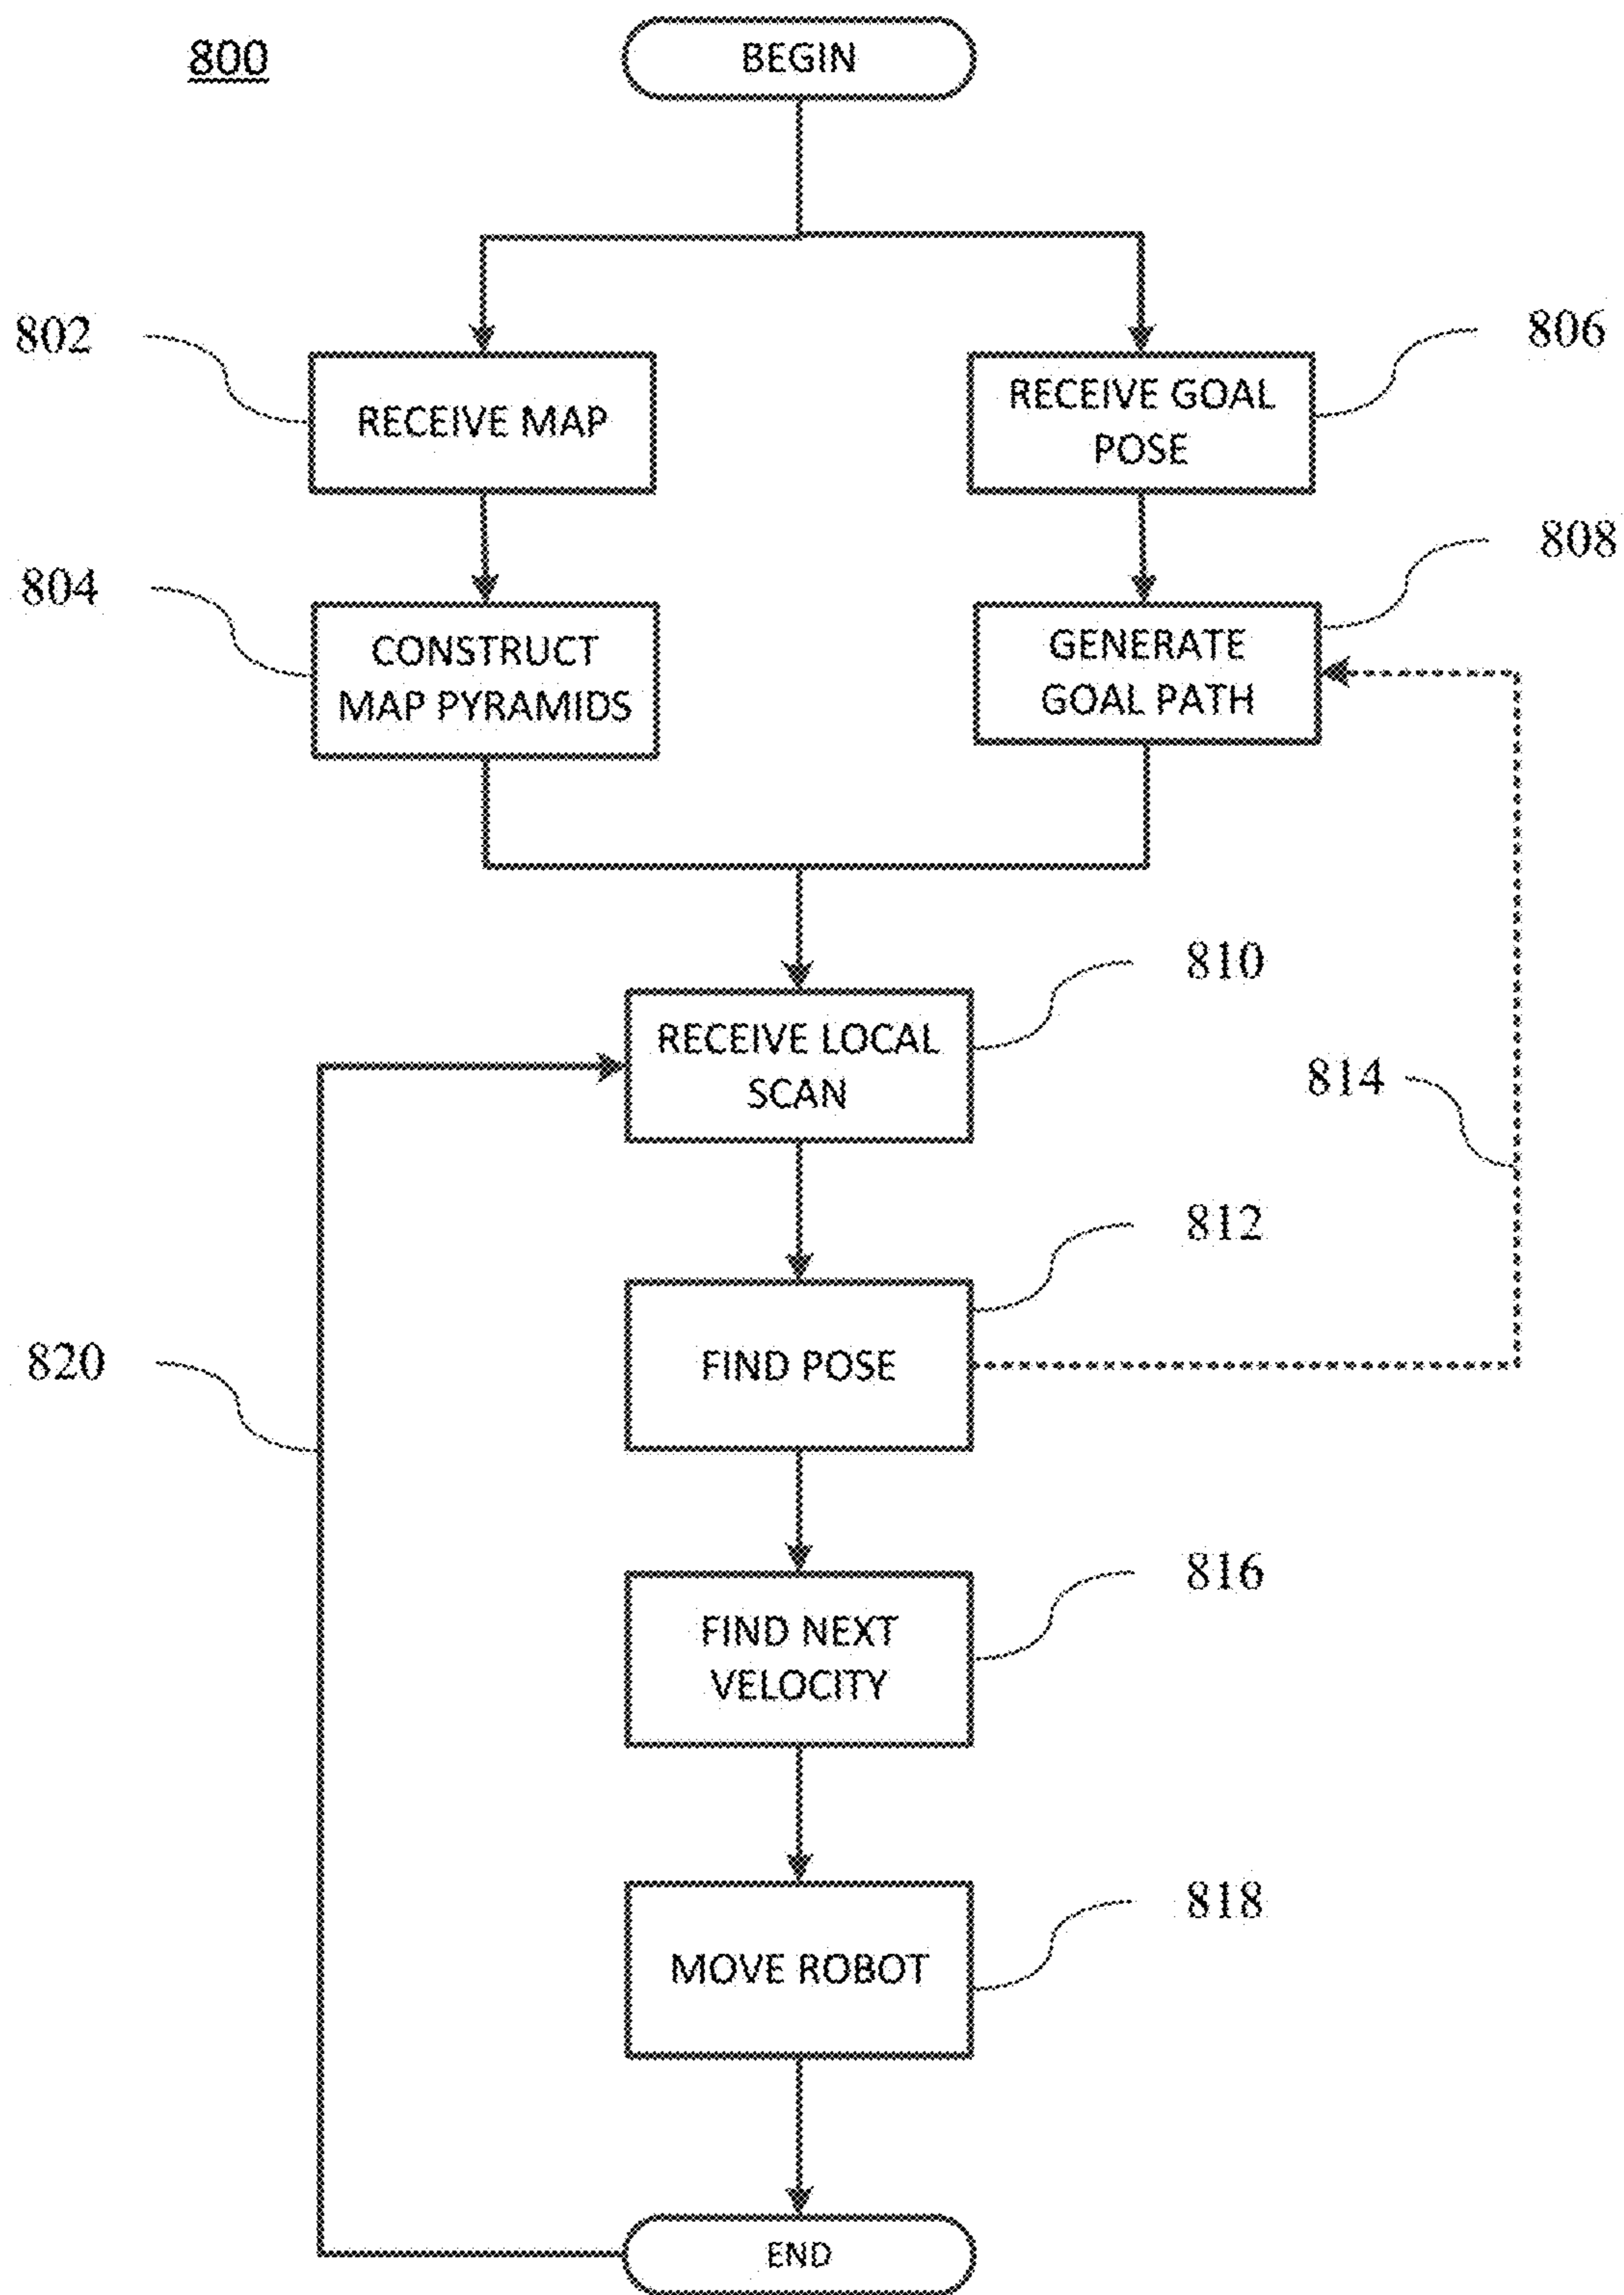 800
BEGIN
802
RECEIVE MAP
RECEIVE GOAL
POSE
806
804
CONSTRUCT
MAP PYRAMIDS
GENERATE
GOAL PATH
808
RECEIVE LOCAL
SCAN
810
814
820
FIND POSE
812
FIND NEXT
VELOCITY
816
MOVE ROBOT
818
END